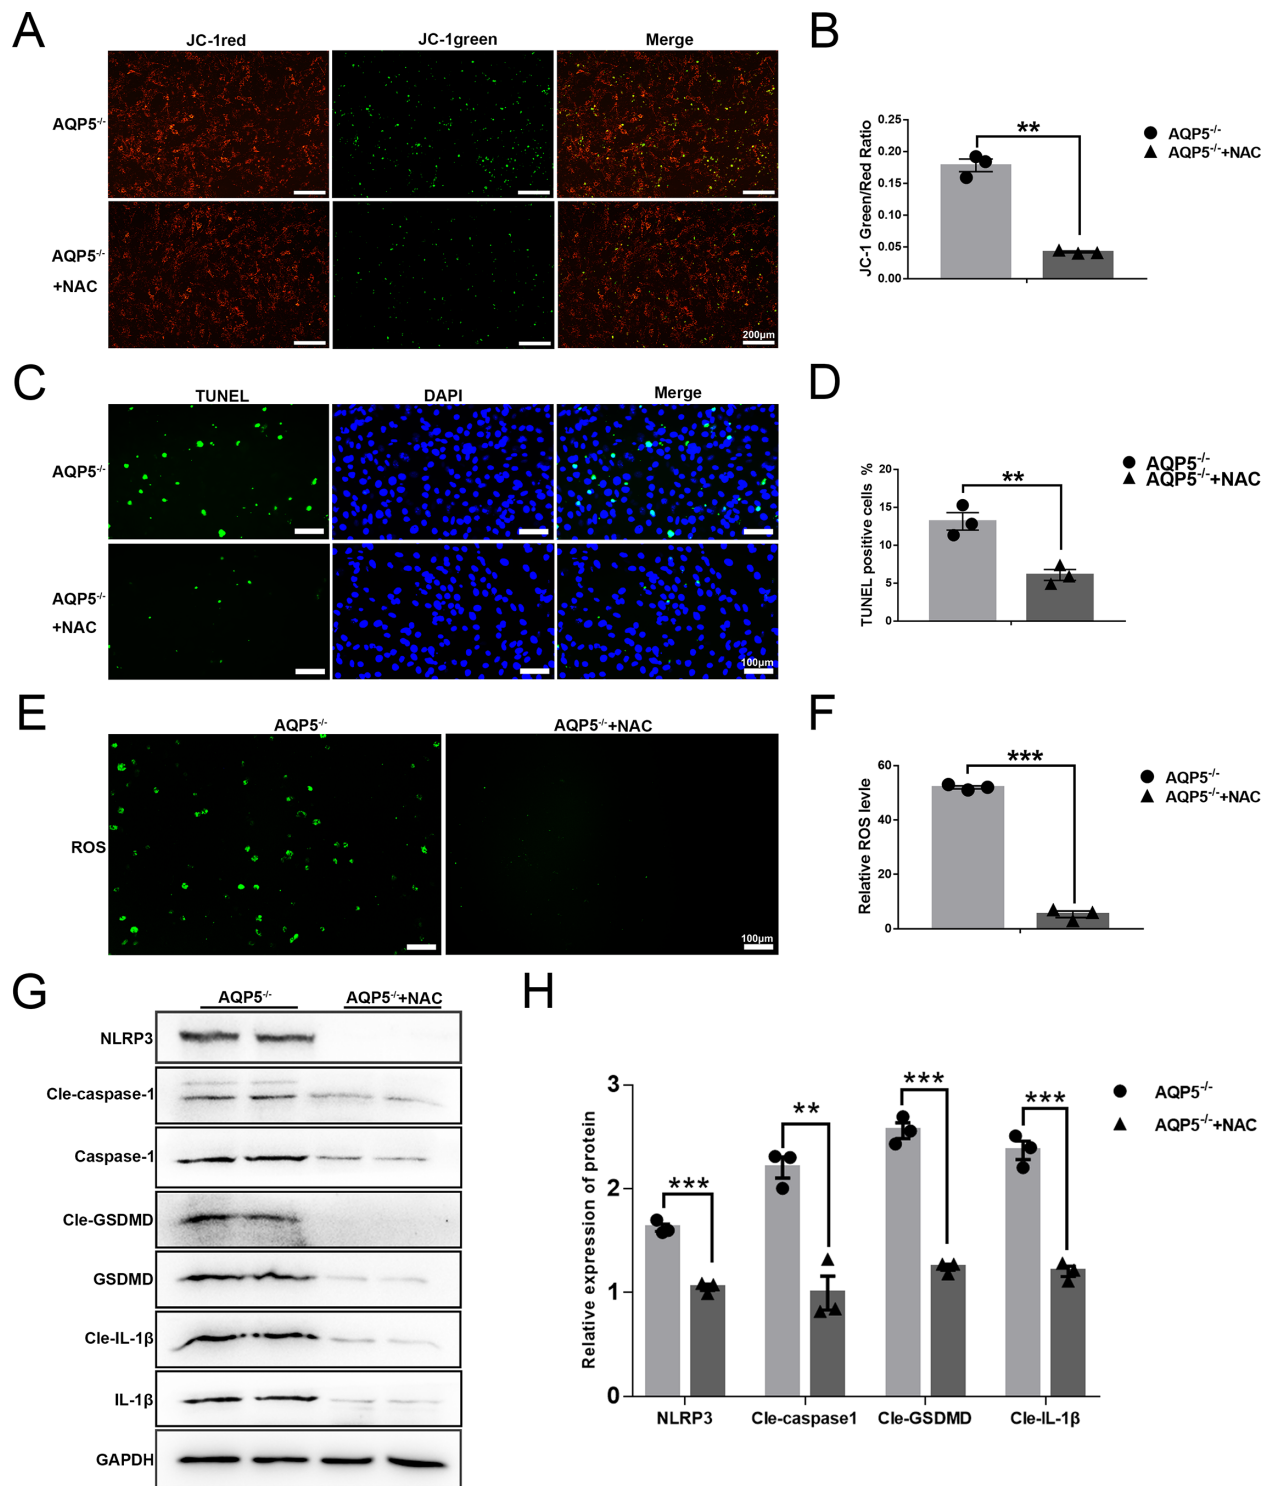 A
JC-1red JC-1green Merge
AQP5-/-
AQP5-/-
+NAC
200μm
B
JC-1 Green/Red Ratio
0.25
0.20
0.15
0.10
0.05
0.00
**
AQP5-/-
AQP5-/-+NAC
C
TUNEL DAPI Merge
AQP5-/-
AQP5-/-
+NAC
100μm
D
TUNEL positive cells %
20
15
10
5
0
**
AQP5-/-
AQP5-/-+NAC
E
AQP5-/- AQP5-/-+NAC
ROS
100μm
F
Relative ROS levle
60
40
20
0
***
AQP5-/-
AQP5-/-+NAC
G
AQP5-/- AQP5-/-+NAC
NLRP3
Cle-caspase-1
Caspase-1
Cle-GSDMD
GSDMD
Cle-IL-1β
IL-1β
GAPDH
H
Relative expression of protein
3
2
1
0
*** ** *** ***
NLRP3 Cle-caspase1 Cle-GSDMD Cle-IL-1β
AQP5-/-
AQP5-/-+NAC